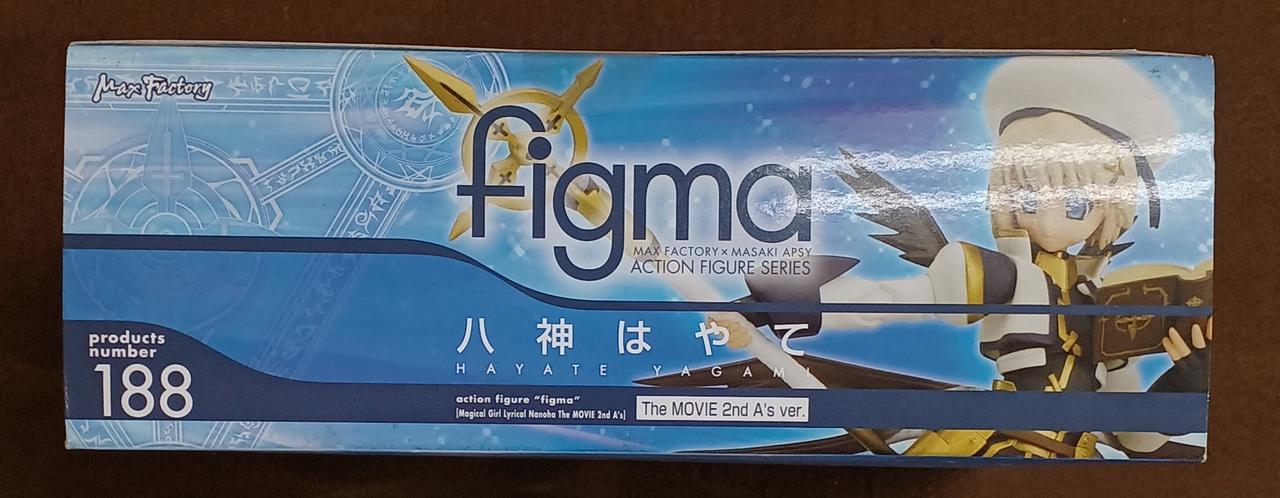 Max Factory
figma
MAX FACTORY × MASAKI APSY
ACTION FIGURE SERIES
八神はやて
HAYATE YAGAMI
products
number
188
action figure "figma"
[Magical Girl Lyrical Nanoha The MOVIE 2nd A's]
The MOVIE 2nd A's ver.